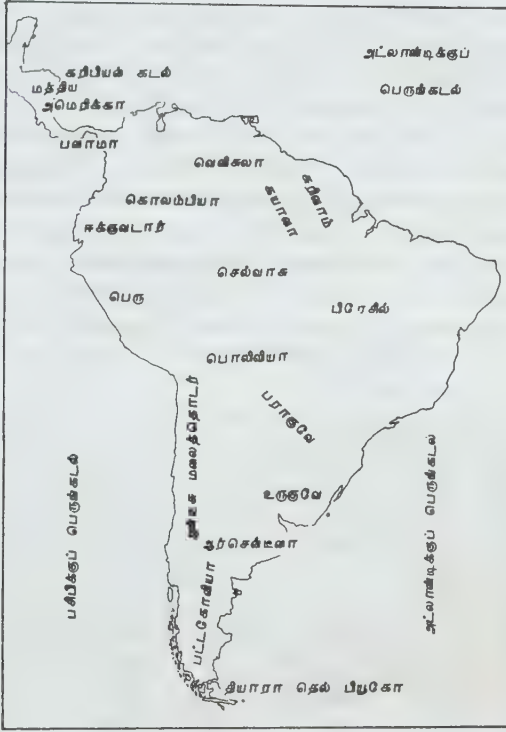 அட்லாண்டிக்குப்
பெருங்கடல்
கரிபியன் கடல்
மத்திய
அமெரிக்கா
பனாமா
வெனிசுலா
கொலம்பியா
கயானா
சுரினாம்
ஈக்குவடார்
செல்வாசு
பெரு
பிரேசில்
பொலிவியா
பராகுவே
மலைத்தொடர்
உருகுவே
பசிபிக்குப் பெருங்கடல்
அட்லாண்டிக்குப் பெருங்கடல்
ஆர்சென்டீனா
பட்டகோனியா
தியாரா தெல் பியூகோ